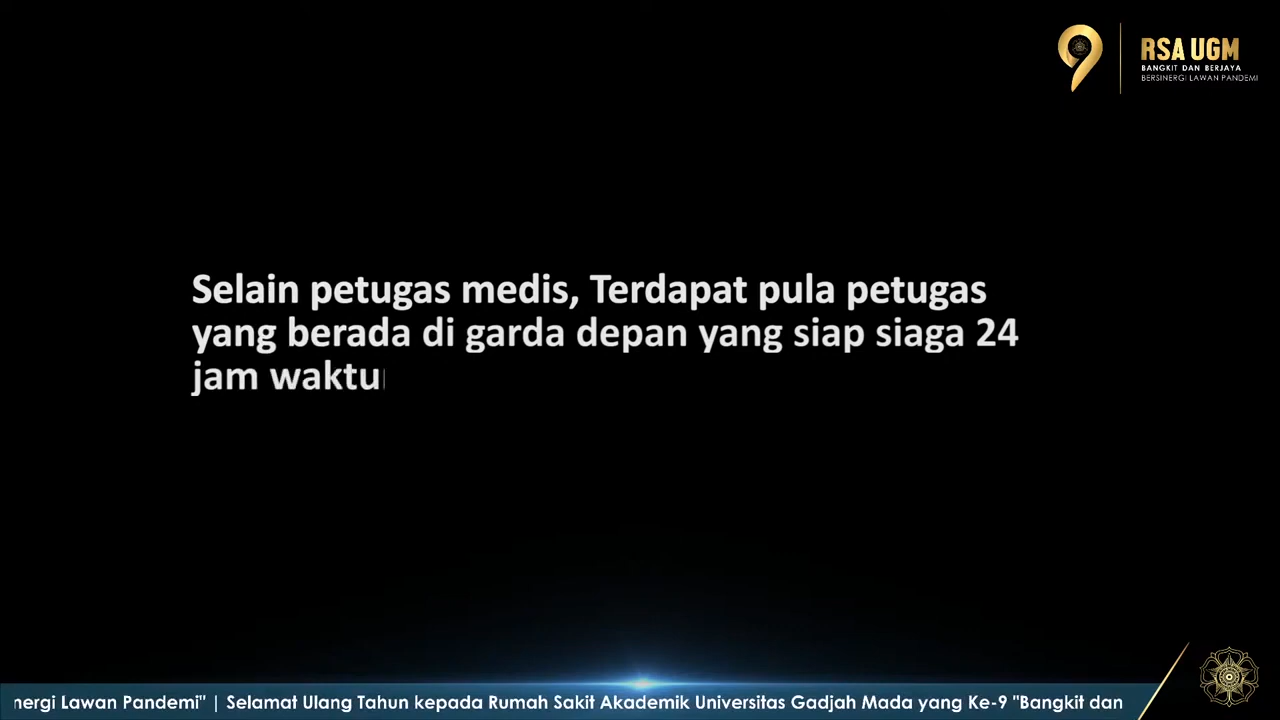 9
RSA UGM
BANGKIT DAN BERJAYA
BERSINERGI LAWAN PANDEMI
Selain petugas medis, Terdapat pula petugas
yang berada di garda depan yang siap siaga 24
jam waktu
nergi Lawan Pandemi" | Selamat Ulang Tahun kepada Rumah Sakit Akademik Universitas Gadjah Mada yang Ke-9 "Bangkit dan